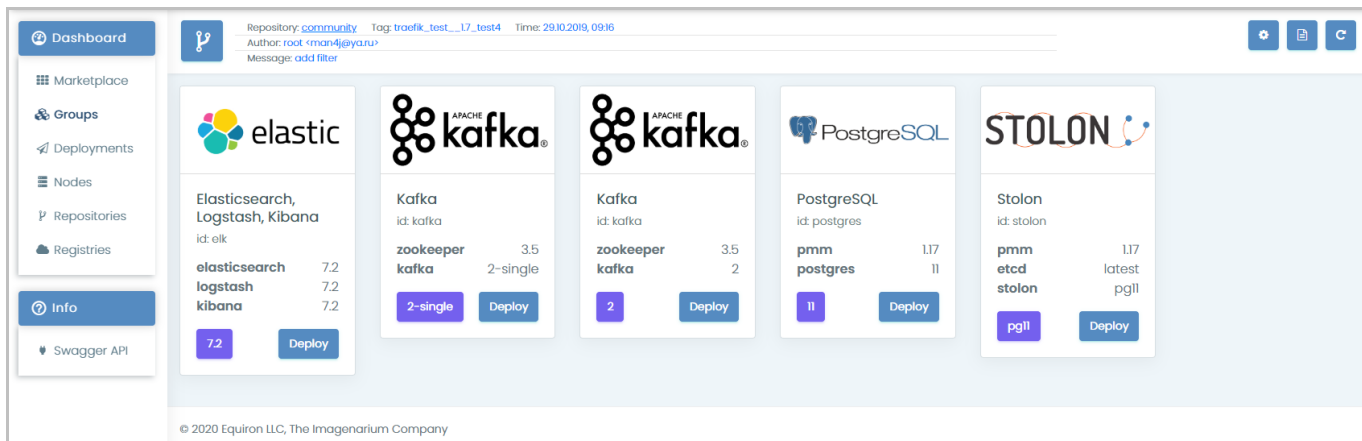 Dashboard
Marketplace
Groups
Deployments
Nodes
Repositories
Registries
Info
Swagger API
Repository: community Tag: traefik_test__1.7_test4 Time: 29.10.2019, 09:16
Author: root <man4j@ya.ru>
Message: add filter
elastic
Elasticsearch,
Logstash, Kibana
id: elk
elasticsearch 7.2
logstash 7.2
kibana 7.2
7.2 Deploy
APACHE
kafka®
Kafka
id: kafka
zookeeper 3.5
kafka 2-single
2-single Deploy
APACHE
kafka®
Kafka
id: kafka
zookeeper 3.5
kafka 2
2 Deploy
PostgreSQL
PostgreSQL
id: postgres
pmm 1.17
postgres 11
11 Deploy
STOLON
Stolon
id: stolon
pmm 1.17
etcd latest
stolon pg11
pg11 Deploy
© 2020 Equiron LLC, The Imagenarium Company